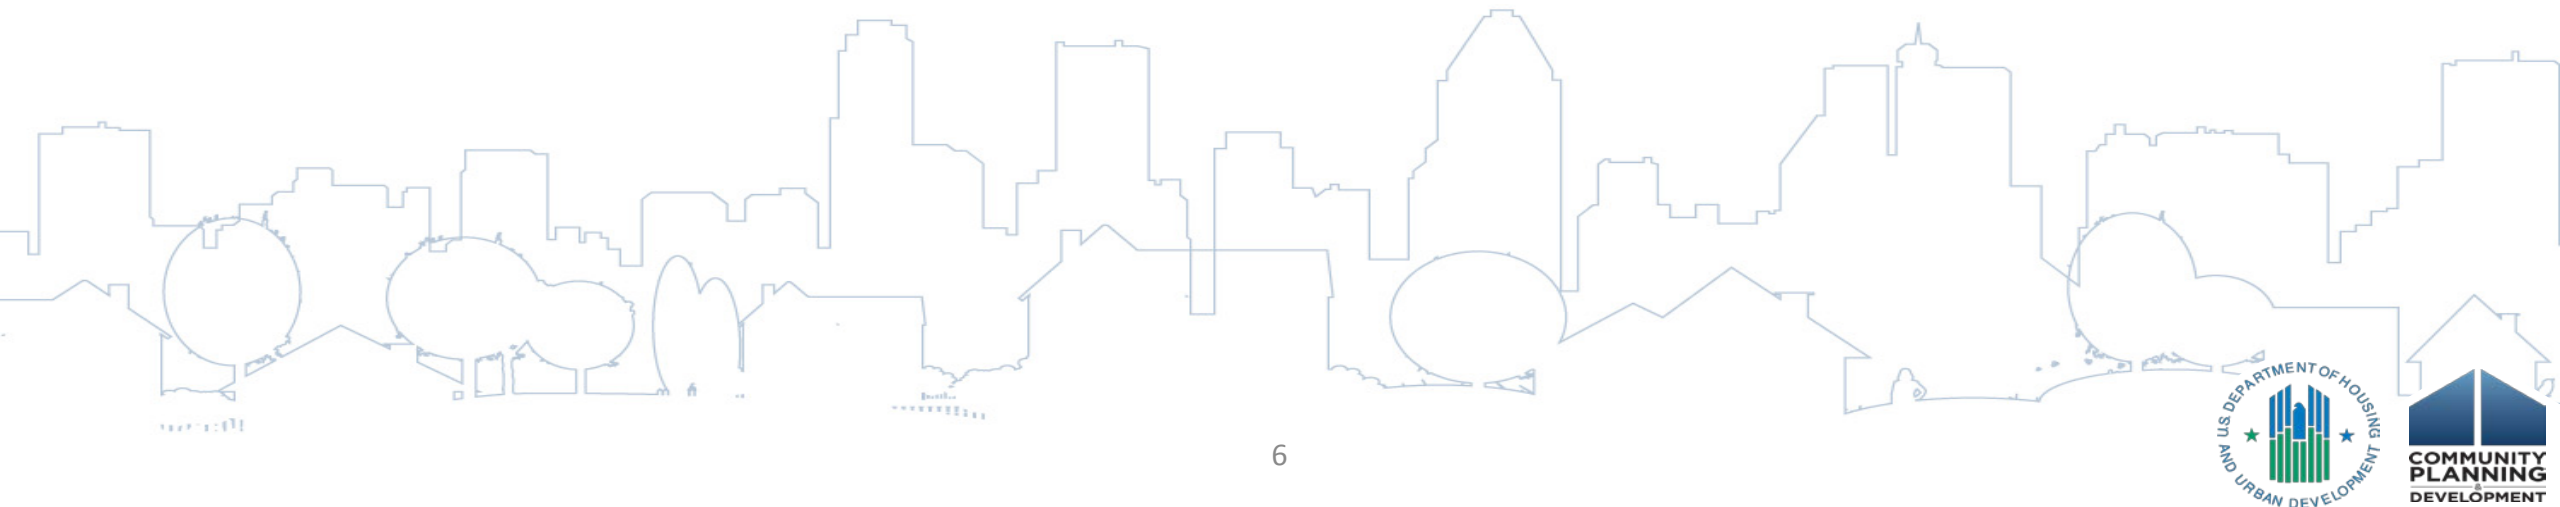 6
U.S. DEPARTMENT OF HOUSING
AND URBAN DEVELOPMENT
COMMUNITY
PLANNING
&
DEVELOPMENT